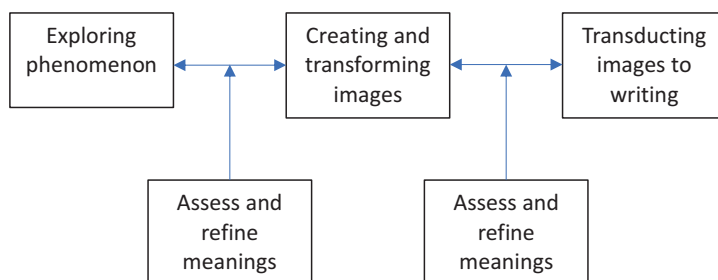 Exploring
phenomenon
Creating and
transforming
images
Transducting
images to
writing
Assess and
refine
meanings
Assess and
refine
meanings